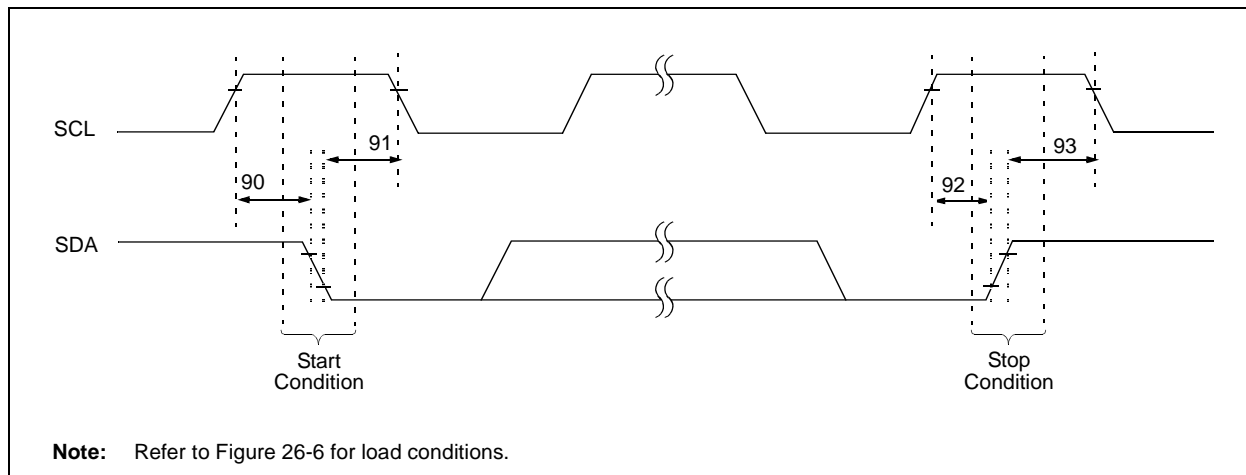 SCL
91
93
90
92
SDA
Start
Condition
Stop
Condition
Note: Refer to Figure 26-6 for load conditions.